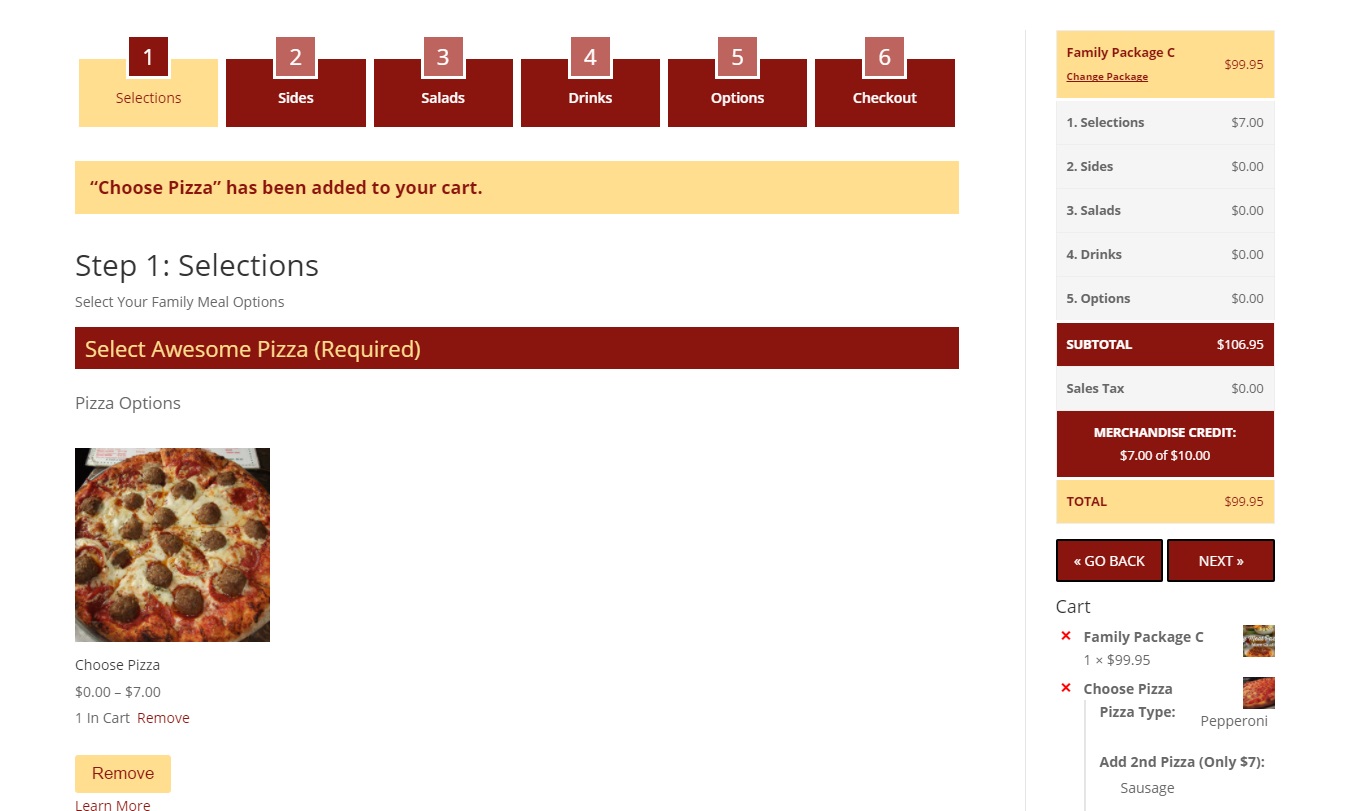 1
Selections
2
Sides
3
Salads
4
Drinks
5
Options
6
Checkout
“Choose Pizza” has been added to your cart.
Step 1: Selections
Select Your Family Meal Options
Select Awesome Pizza (Required)
Pizza Options
Choose Pizza
$0.00 – $7.00
1 In Cart Remove
Remove
Learn More
Family Package C $99.95
Change Package
1. Selections $7.00
2. Sides $0.00
3. Salads $0.00
4. Drinks $0.00
5. Options $0.00
SUBTOTAL $106.95
Sales Tax $0.00
MERCHANDISE CREDIT:
$7.00 of $10.00
TOTAL $99.95
« GO BACK NEXT »
Cart
× Family Package C
1 × $99.95
× Choose Pizza
Pizza Type:
Pepperoni
Add 2nd Pizza (Only $7):
Sausage